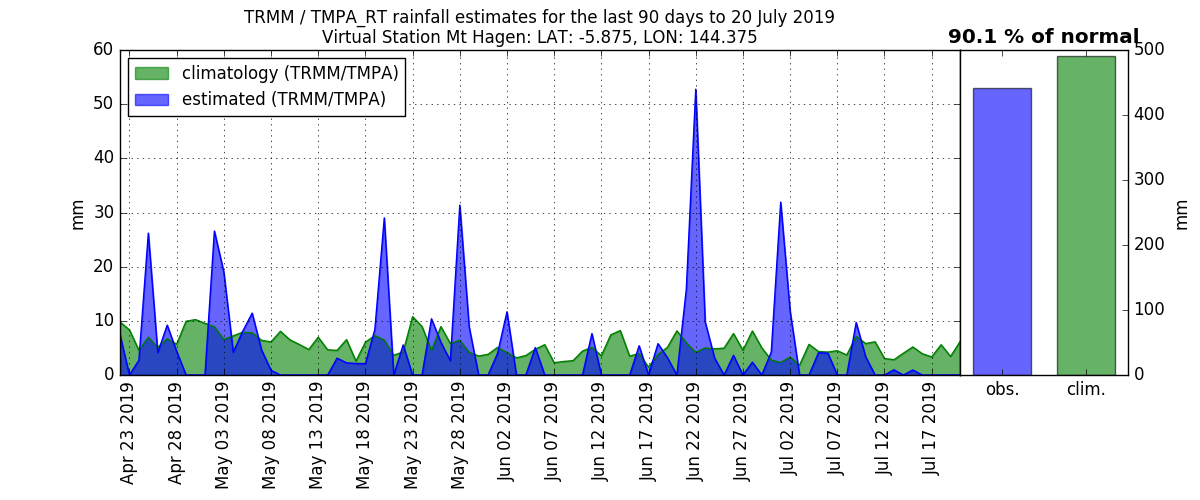 TRMM / TMPA_RT rainfall estimates for the last 90 days to 20 July 2019
Virtual Station Mt Hagen: LAT: -5.875, LON: 144.375
90.1 % of normal
climatology (TRMM/TMPA)
estimated (TRMM/TMPA)
60
50
40
30
20
10
0
mm
500
400
300
200
100
0
mm
obs.
clim.
Apr 23 2019
Apr 28 2019
May 03 2019
May 08 2019
May 13 2019
May 18 2019
May 23 2019
May 28 2019
Jun 02 2019
Jun 07 2019
Jun 12 2019
Jun 17 2019
Jun 22 2019
Jun 27 2019
Jul 02 2019
Jul 07 2019
Jul 12 2019
Jul 17 2019